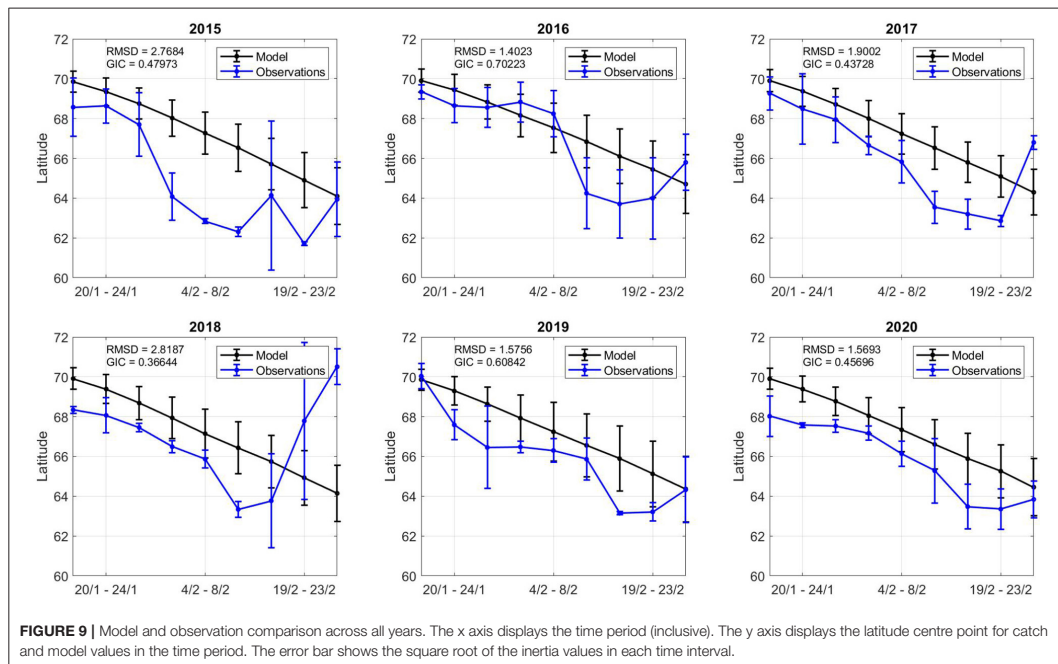 2015
72
70
68
66
64
62
60
Latitude
RMSD = 2.7684
GIC = 0.47973
Model
Observations
20/1 - 24/1
4/2 - 8/2
19/2 - 23/2
2016
72
70
68
66
64
62
60
Latitude
RMSD = 1.4023
GIC = 0.70223
Model
Observations
20/1 - 24/1
4/2 - 8/2
19/2 - 23/2
2017
72
70
68
66
64
62
60
Latitude
RMSD = 1.9002
GIC = 0.43728
Model
Observations
20/1 - 24/1
4/2 - 8/2
19/2 - 23/2
2018
72
70
68
66
64
62
60
Latitude
RMSD = 2.8187
GIC = 0.36644
Model
Observations
20/1 - 24/1
4/2 - 8/2
19/2 - 23/2
2019
72
70
68
66
64
62
60
Latitude
RMSD = 1.5756
GIC = 0.60842
Model
Observations
20/1 - 24/1
4/2 - 8/2
19/2 - 23/2
2020
72
70
68
66
64
62
60
Latitude
RMSD = 1.5693
GIC = 0.45696
Model
Observations
20/1 - 24/1
4/2 - 8/2
19/2 - 23/2
FIGURE 9 | Model and observation comparison across all years. The x axis displays the time period (inclusive). The y axis displays the latitude centre point for catch
and model values in the time period. The error bar shows the square root of the inertia values in each time interval.